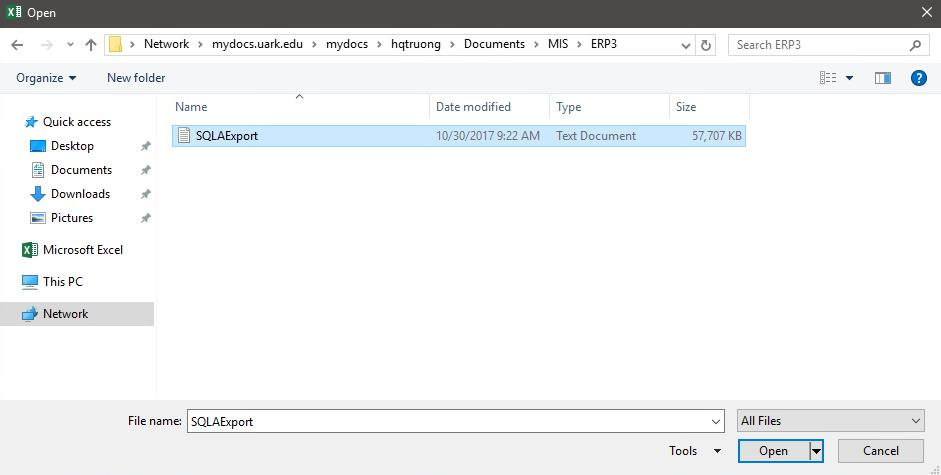 Open
Network > mydocs.uark.edu > mydocs > hqtruong > Documents > MIS > ERP3
Search ERP3
Organize
New folder
Name
Date modified
Type
Size
SQLAExport
10/30/2017 9:22 AM
Text Document
57,707 KB
Quick access
Desktop
Documents
Downloads
Pictures
Microsoft Excel
This PC
Network
File name:
SQLAExport
All Files
Tools
Open
Cancel